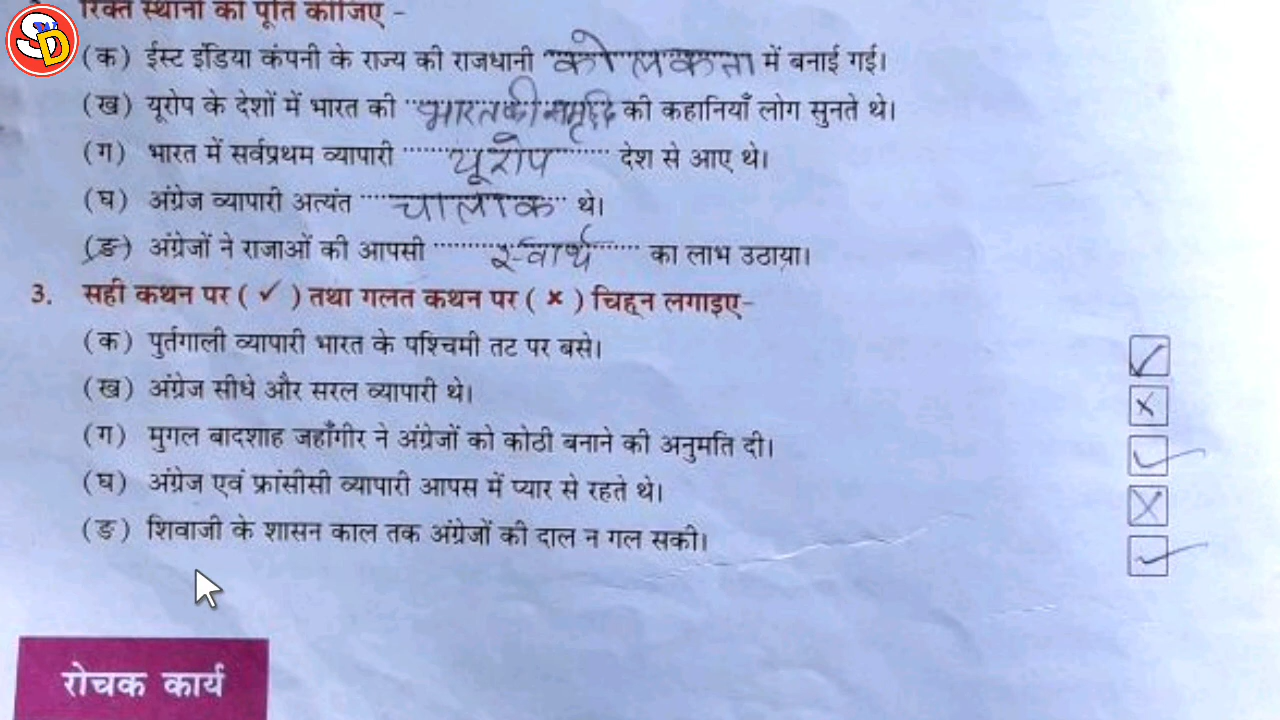 SD
रिक्त स्थानों की पूर्ति कीजिए -
(क) ईस्ट इंडिया कंपनी के राज्य की राजधानी कोलकता में बनाई गई।
(ख) यूरोप के देशों में भारत की भारत की समृद्धि की कहानियाँ लोग सुनते थे।
(ग) भारत में सर्वप्रथम व्यापारी यूरोप देश से आए थे।
(घ) अंग्रेज व्यापारी अत्यंत चालाक थे।
(ङ) अंग्रेजों ने राजाओं की आपसी स्वार्थ का लाभ उठाया।
3. सही कथन पर ( ✓ ) तथा गलत कथन पर ( × ) चिह्न लगाइए-
(क) पुर्तगाली व्यापारी भारत के पश्चिमी तट पर बसे। ✓
(ख) अंग्रेज सीधे और सरल व्यापारी थे। ×
(ग) मुगल बादशाह जहाँगीर ने अंग्रेजों को कोठी बनाने की अनुमति दी। ✓
(घ) अंग्रेज एवं फ्रांसीसी व्यापारी आपस में प्यार से रहते थे। ×
(ङ) शिवाजी के शासन काल तक अंग्रेजों की दाल न गल सकी। ✓
रोचक कार्य